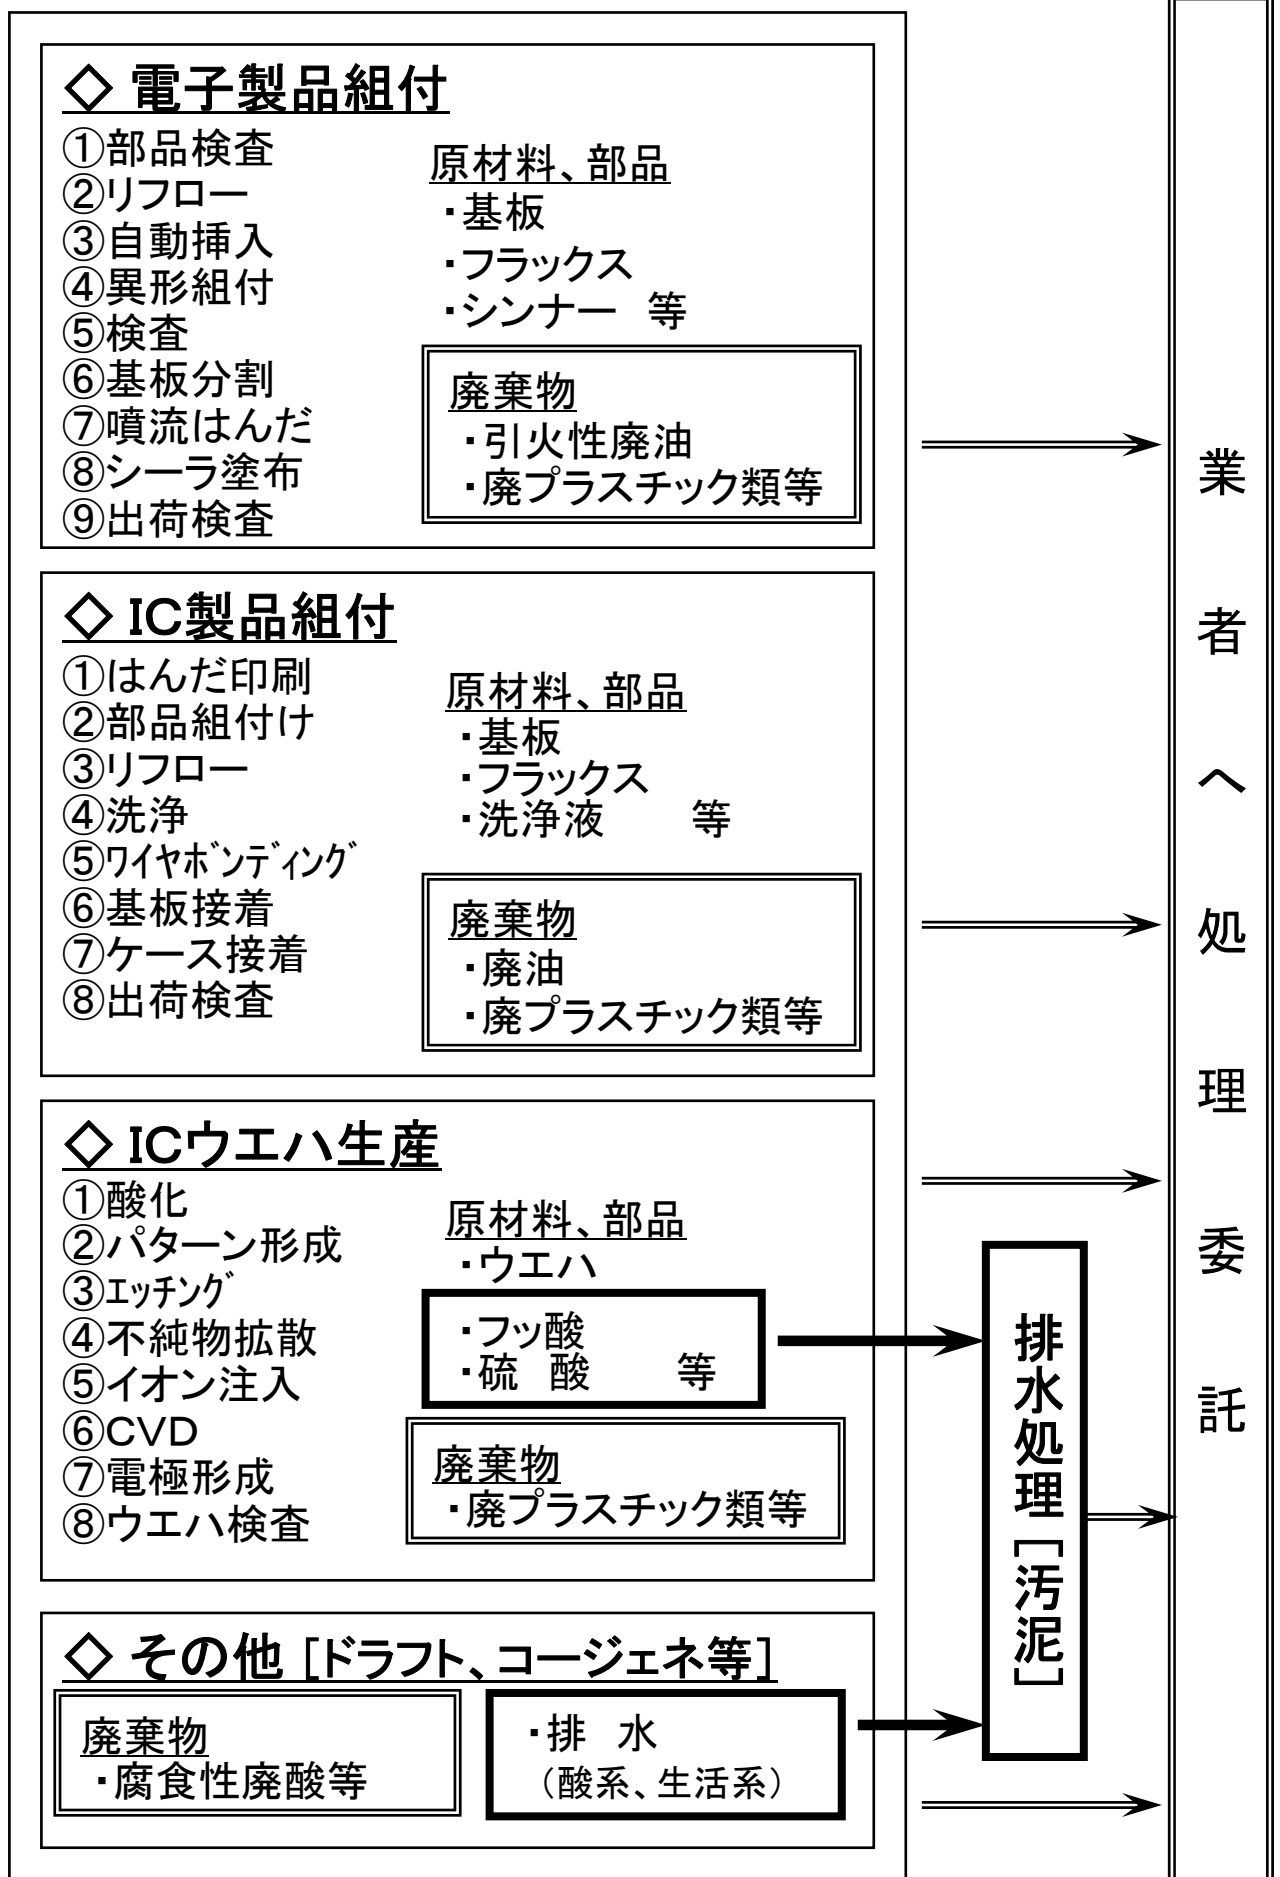 ◇ 電子製品組付
①部品検査
②リフロー
③自動挿入
④異形組付
⑤検査
⑥基板分割
⑦噴流はんだ
⑧シーラ塗布
⑨出荷検査
原材料、部品
・基板
・フラックス
・シンナー 等
廃棄物
・引火性廃油
・廃プラスチック類等
◇ IC製品組付
①はんだ印刷
②部品組付け
③リフロー
④洗浄
⑤ワイヤボンディング
⑥基板接着
⑦ケース接着
⑧出荷検査
原材料、部品
・基板
・フラックス
・洗浄液 等
廃棄物
・廃油
・廃プラスチック類等
◇ ICウエハ生産
①酸化
②パターン形成
③エッチング
④不純物拡散
⑤イオン注入
⑥CVD
⑦電極形成
⑧ウエハ検査
原材料、部品
・ウエハ
・フッ酸
・硫 酸 等
廃棄物
・廃プラスチック類等
◇ その他 [ドラフト、コージェネ等]
廃棄物
・腐食性廃酸等
・排 水
（酸系、生活系）
排水処理［汚泥］
業者へ処理委託